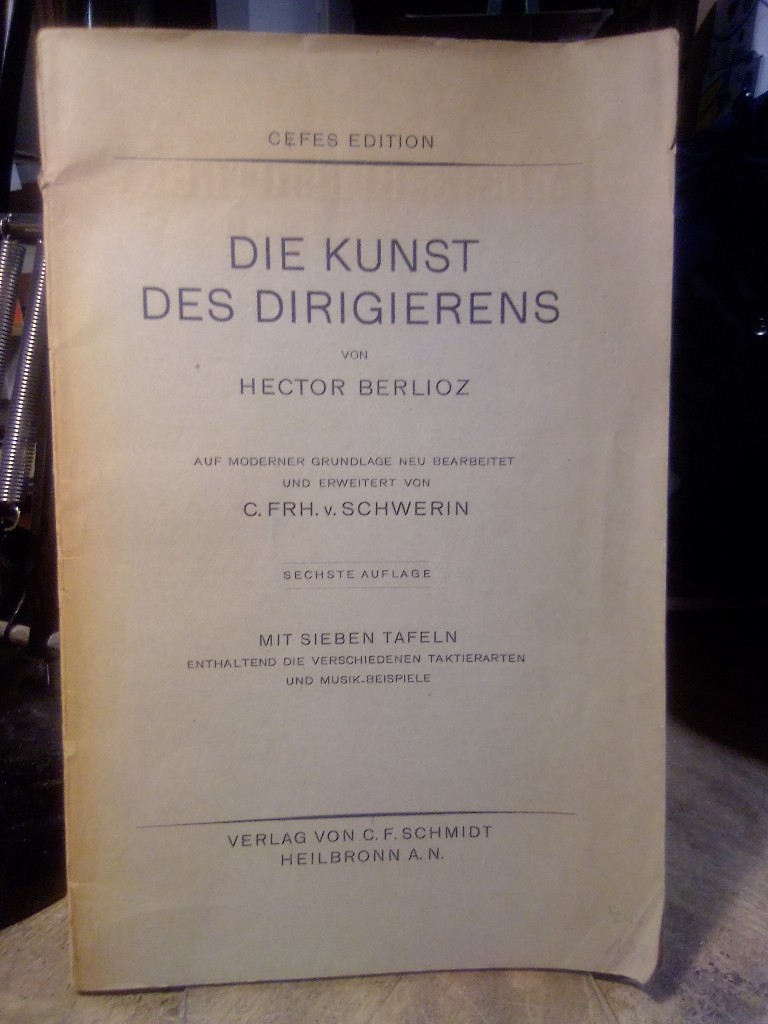 CEFES EDITION
DIE KUNST
DES DIRIGIERENS
VON
HECTOR BERLIOZ
AUF MODERNER GRUNDLAGE NEU BEARBEITET
UND ERWEITERT VON
C. FRH. v. SCHWERIN
SECHSTE AUFLAGE
MIT SIEBEN TAFELN
ENTHALTEND DIE VERSCHIEDENEN TAKTIERARTEN
UND MUSIK-BEISPIELE
VERLAG VON C. F. SCHMIDT
HEILBRONN A. N.